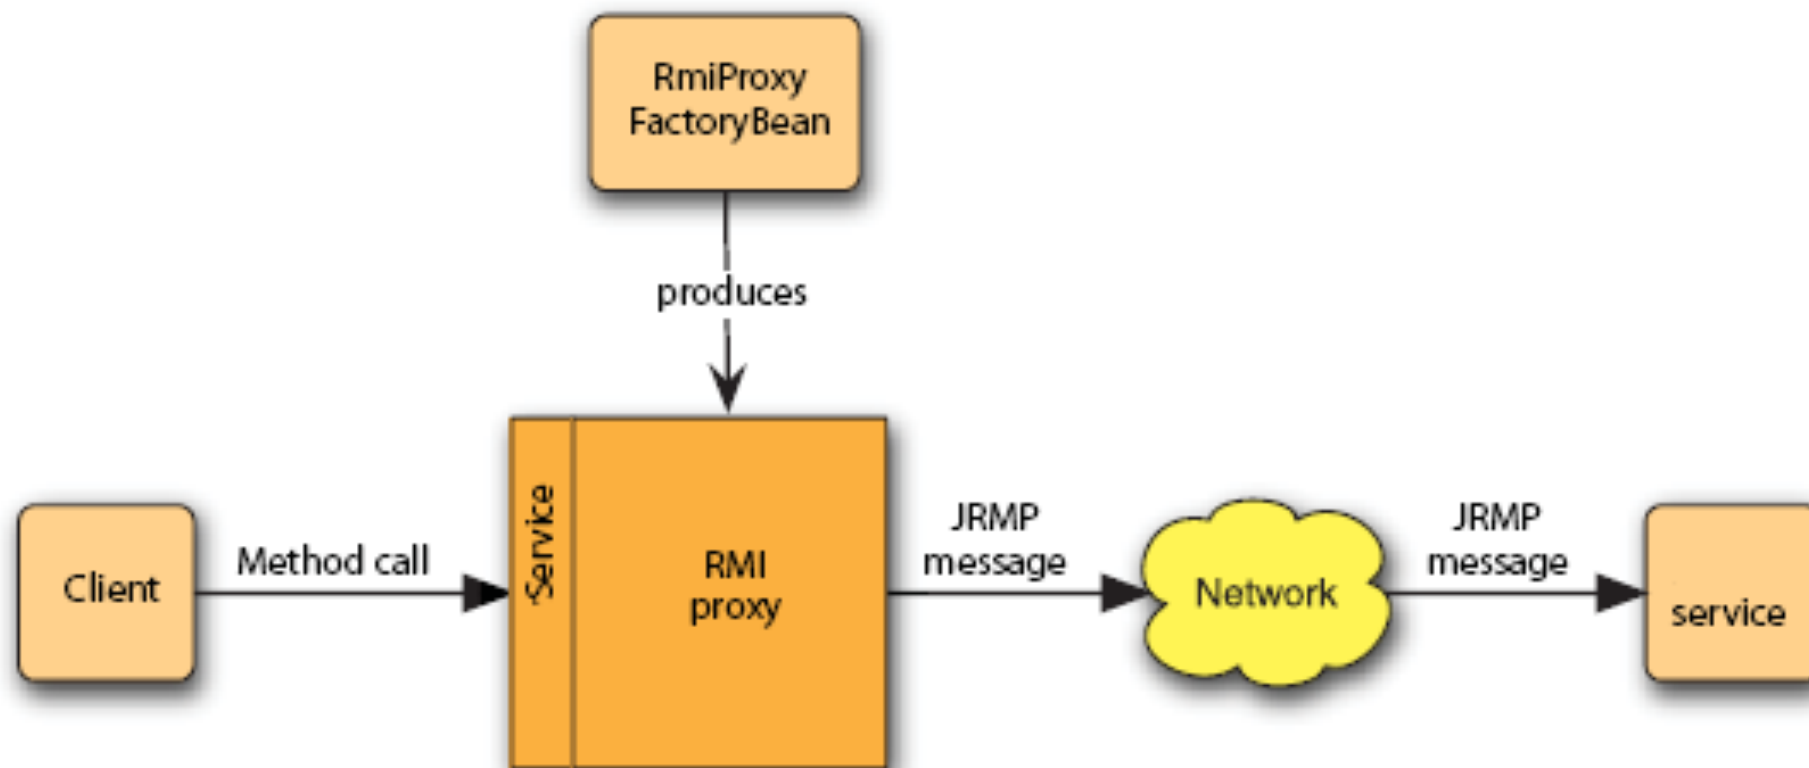 RmiProxy
FactoryBean
produces
Client
Method call
Service
RMI
proxy
JRMP
message
Network
JRMP
message
service